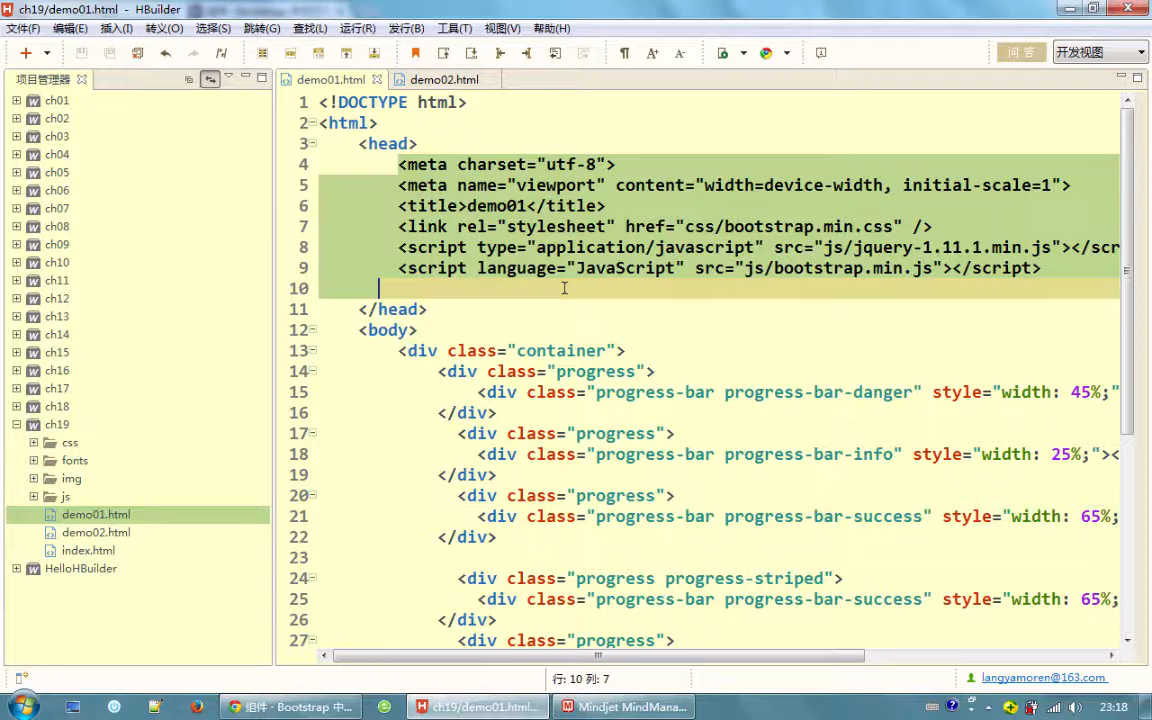 ch19/demo01.html - HBuilder
文件(F) 编辑(E) 插入(I) 转义(O) 选择(S) 跳转(G) 查找(L) 运行(R) 发行(B) 工具(T) 视图(V) 帮助(H)
问 答
开发视图
项目管理器
demo01.html
demo02.html
ch01
ch02
ch03
ch04
ch05
ch06
ch07
ch08
ch09
ch10
ch11
ch12
ch13
ch14
ch15
ch16
ch17
ch18
ch19
css
fonts
img
js
demo01.html
demo02.html
index.html
HelloHBuilder
1 <!DOCTYPE html>
2 <html>
3 <head>
4 <meta charset="utf-8">
5 <meta name="viewport" content="width=device-width, initial-scale=1">
6 <title>demo01</title>
7 <link rel="stylesheet" href="css/bootstrap.min.css" />
8 <script type="application/javascript" src="js/jquery-1.11.1.min.js"></scr
9 <script language="JavaScript" src="js/bootstrap.min.js"></script>
10
11 </head>
12 <body>
13 <div class="container">
14 <div class="progress">
15 <div class="progress-bar progress-bar-danger" style="width: 45%;"
16 </div>
17 <div class="progress">
18 <div class="progress-bar progress-bar-info" style="width: 25%;"><
19 </div>
20 <div class="progress">
21 <div class="progress-bar progress-bar-success" style="width: 65%;
22 </div>
23
24 <div class="progress progress-striped">
25 <div class="progress-bar progress-bar-success" style="width: 65%;
26 </div>
27 <div class="progress">
行: 10 列: 7
langyamoren@163.com
组件 · Bootstrap 中...
ch19/demo01.html...
Mindjet MindMana...
23:18